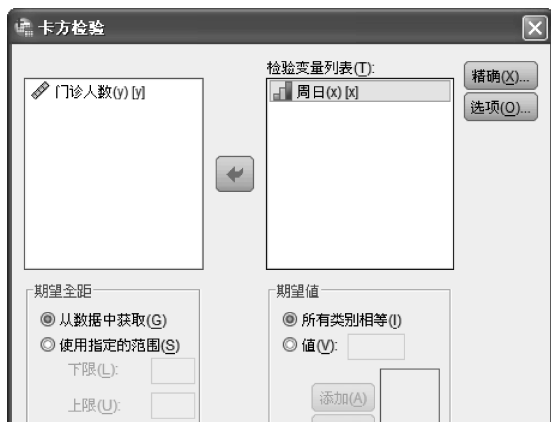 卡方检验
检验变量列表(T):
门诊人数(y) [y]
周日(x) [x]
精确(X)...
选项(O)...
期望全距
从数据中获取(G)
使用指定的范围(S)
下限(L):
上限(U):
期望值
所有类别相等(I)
值(V):
添加(A)